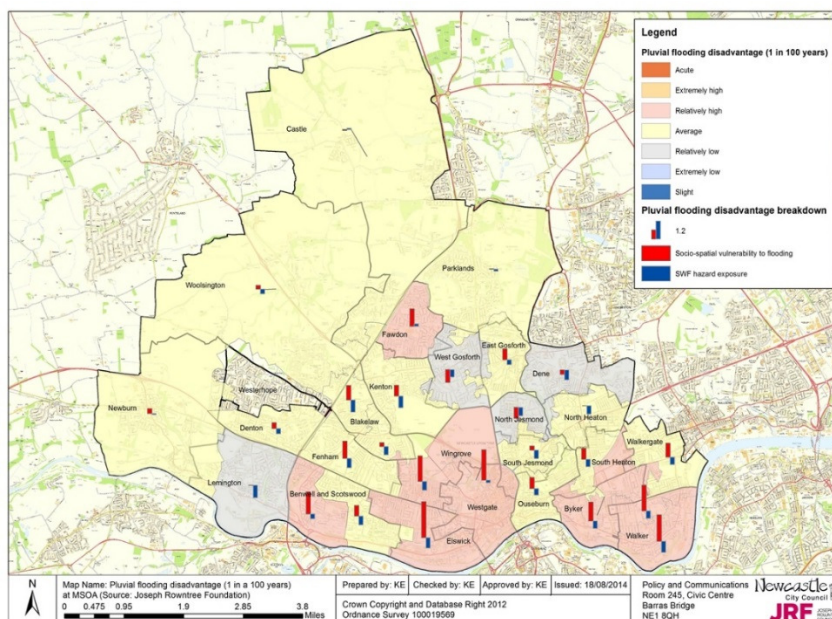 Legend
Pluvial flooding disadvantage (1 in 100 years)
Acute
Extremely high
Relatively high
Average
Relatively low
Extremely low
Slight
Pluvial flooding disadvantage breakdown
1.2
Socio-spatial vulnerability to flooding
SWF hazard exposure
Castle
Woolsington
Parklands
Fawdon
West Gosforth
East Gosforth
Dene
Westerhope
Kenton
Newburn
Blakelaw
North Jesmond
North Heaton
Denton
Walkergate
Fenham
Wingrove
South Jesmond
South Heaton
Lemington
Benwell and Scotswood
Westgate
Ouseburn
Byker
Elswick
Walker
N
Map Name: Pluvial flooding disadvantage (1 in a 100 years)
at MSOA (Source: Joseph Rowntree Foundation)
0 0.475 0.95 1.9 2.85 3.8
Miles
Prepared by: KE
Checked by: KE
Approved by: KE
Issued: 18/08/2014
Crown Copyright and Database Right 2012
Ordnance Survey 100019569
Policy and Communications
Room 245, Civic Centre
Barras Bridge
NE1 8QH
Newcastle
City Council
JRF